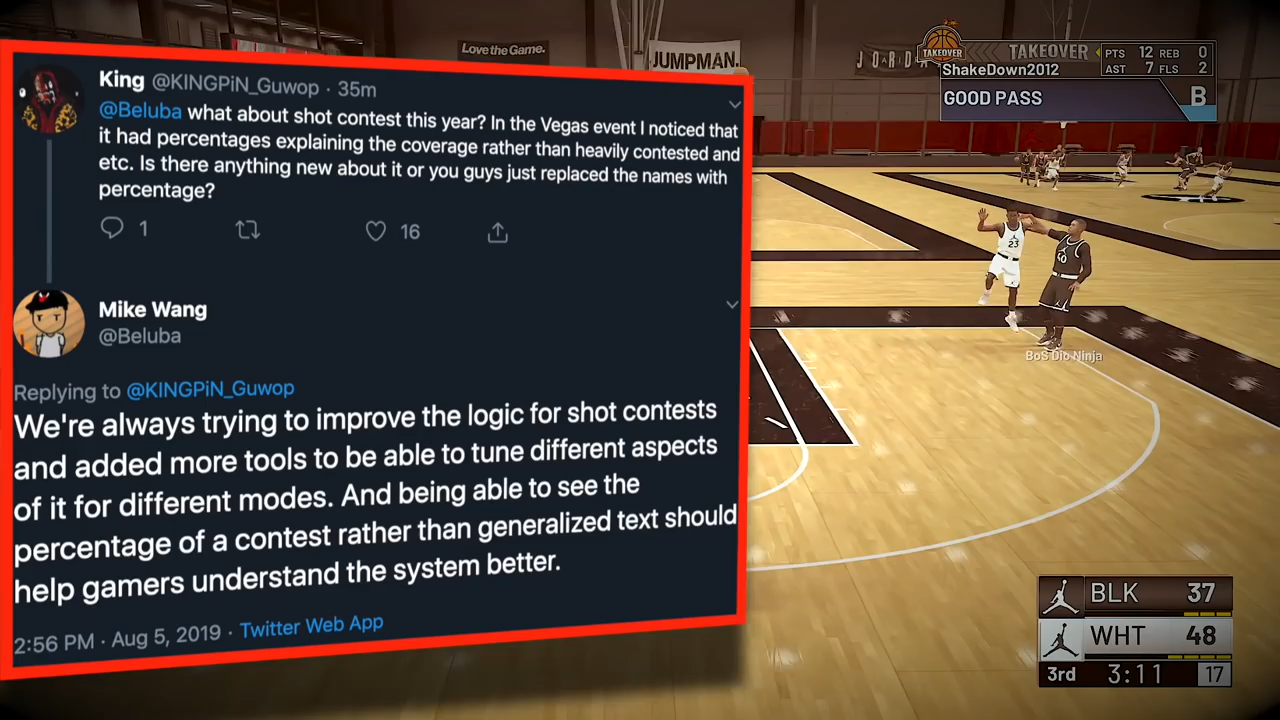 King @KINGPiN_Guwop · 35m
@Beluba what about shot contest this year? In the Vegas event I noticed that
it had percentages explaining the coverage rather than heavily contested and
etc. Is there anything new about it or you guys just replaced the names with
percentage?
1 16
Mike Wang
@Beluba
Replying to @KINGPiN_Guwop
We're always trying to improve the logic for shot contests
and added more tools to be able to tune different aspects
of it for different modes. And being able to see the
percentage of a contest rather than generalized text should
help gamers understand the system better.
2:56 PM · Aug 5, 2019 · Twitter Web App
Love the Game.
JUMPMAN.
JORDA
TAKEOVER
TAKEOVER
PTS 12 REB 0
AST 7 FLS 2
ShakeDown2012
GOOD PASS B
23
BoS Dio Ninja
BLK 37
WHT 48
3rd 3:11 17